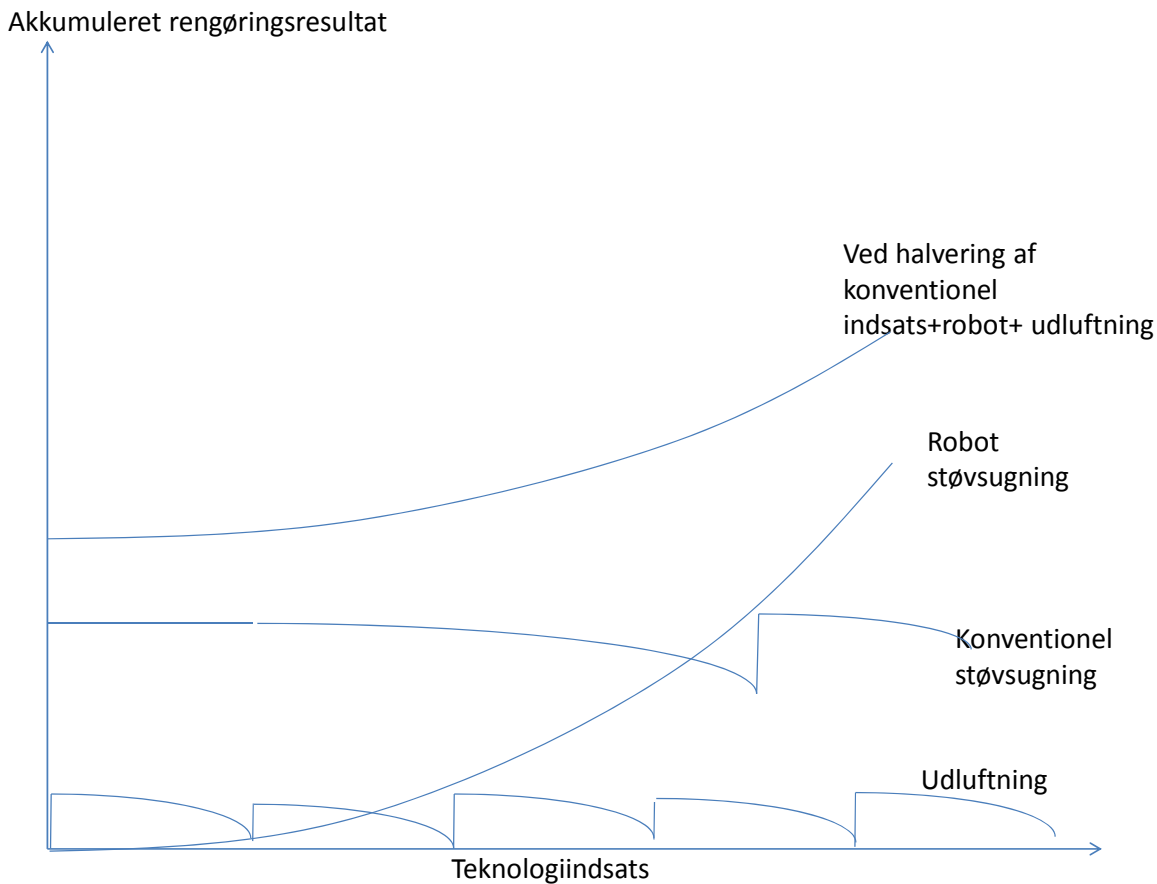 Akkumuleret rengøringsresultat
Ved halvering af
konventionel
indsats+robot+ udluftning
Robot
støvsugning
Konventionel
støvsugning
Udluftning
Teknologiindsats